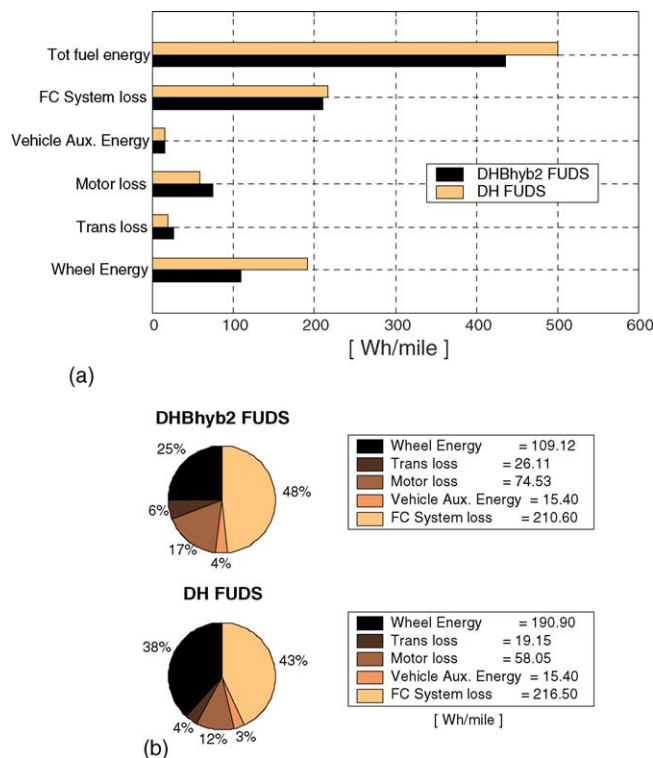 Tot fuel energy
FC System loss
Vehicle Aux. Energy
Motor loss
Trans loss
Wheel Energy
DHBhyb2 FUDS
DH FUDS
0 100 200 300 400 500 600
[ Wh/mile ]
(a)
DHBhyb2 FUDS
25%
48%
6%
17%
4%
Wheel Energy = 109.12
Trans loss = 26.11
Motor loss = 74.53
Vehicle Aux. Energy = 15.40
FC System loss = 210.60
DH FUDS
38%
43%
4%
12%
3%
Wheel Energy = 190.90
Trans loss = 19.15
Motor loss = 58.05
Vehicle Aux. Energy = 15.40
FC System loss = 216.50
[ Wh/mile ]
(b)